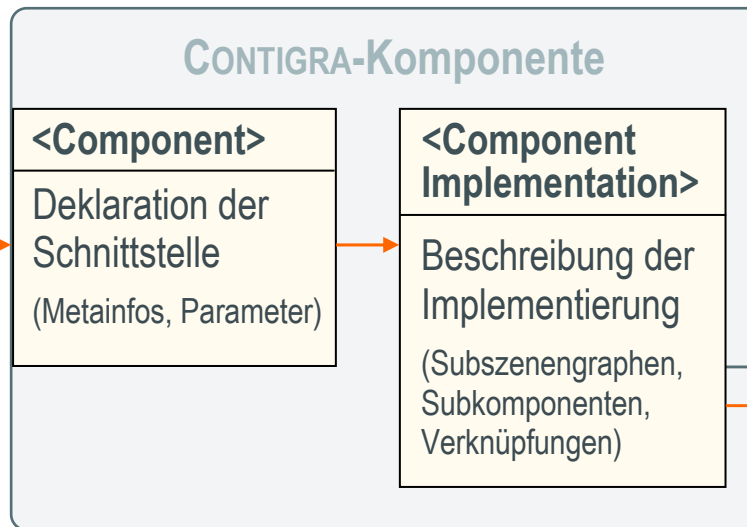 CONTIGRA-Komponente
<Component>
Deklaration der
Schnittstelle
(Metainfos, Parameter)
<Component
Implementation>
Beschreibung der
Implementierung
(Subszenengraphen,
Subkomponenten,
Verknüpfungen)